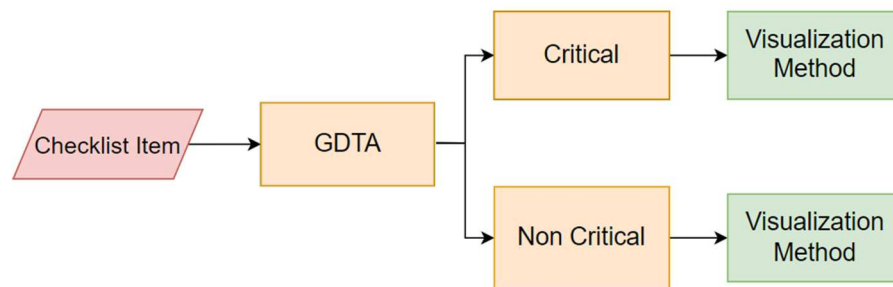 Checklist Item
GDTA
Critical
Visualization
Method
Non Critical
Visualization
Method